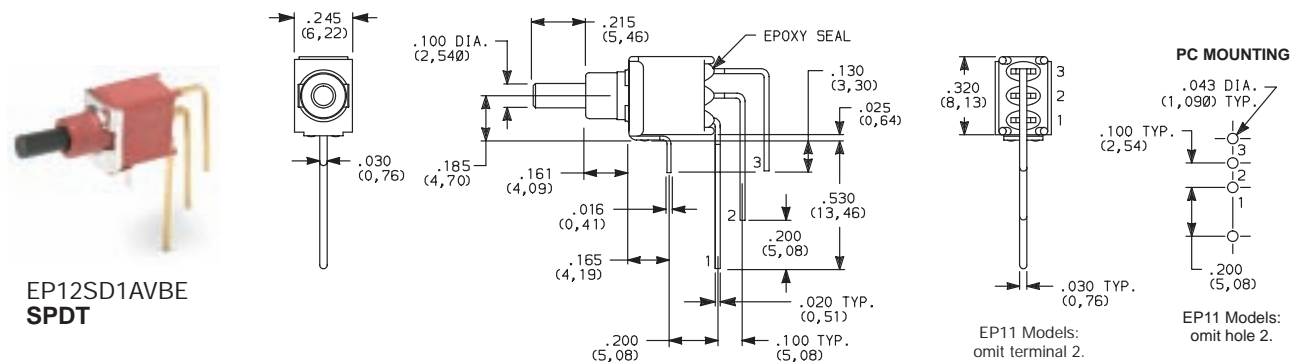 EP12SD1AVBE
SPDT
.245
(6,22)
.030
(0,76)
.215
(5,46)
.100 DIA.
(2,54Ø)
EPOXY SEAL
.130
(3,30)
.025
(0,64)
.185
(4,70)
.161
(4,09)
.016
(0,41)
.165
(4,19)
3
2
1
.530
(13,46)
.200
(5,08)
.020 TYP.
(0,51)
.200
(5,08)
.100 TYP.
(5,08)
.320
(8,13)
3
2
1
.030 TYP.
(0,76)
EP11 Models:
omit terminal 2.
PC MOUNTING
.043 DIA.
(1,09Ø) TYP.
.100 TYP.
(2,54)
3
2
1
.200
(5,08)
EP11 Models:
omit hole 2.